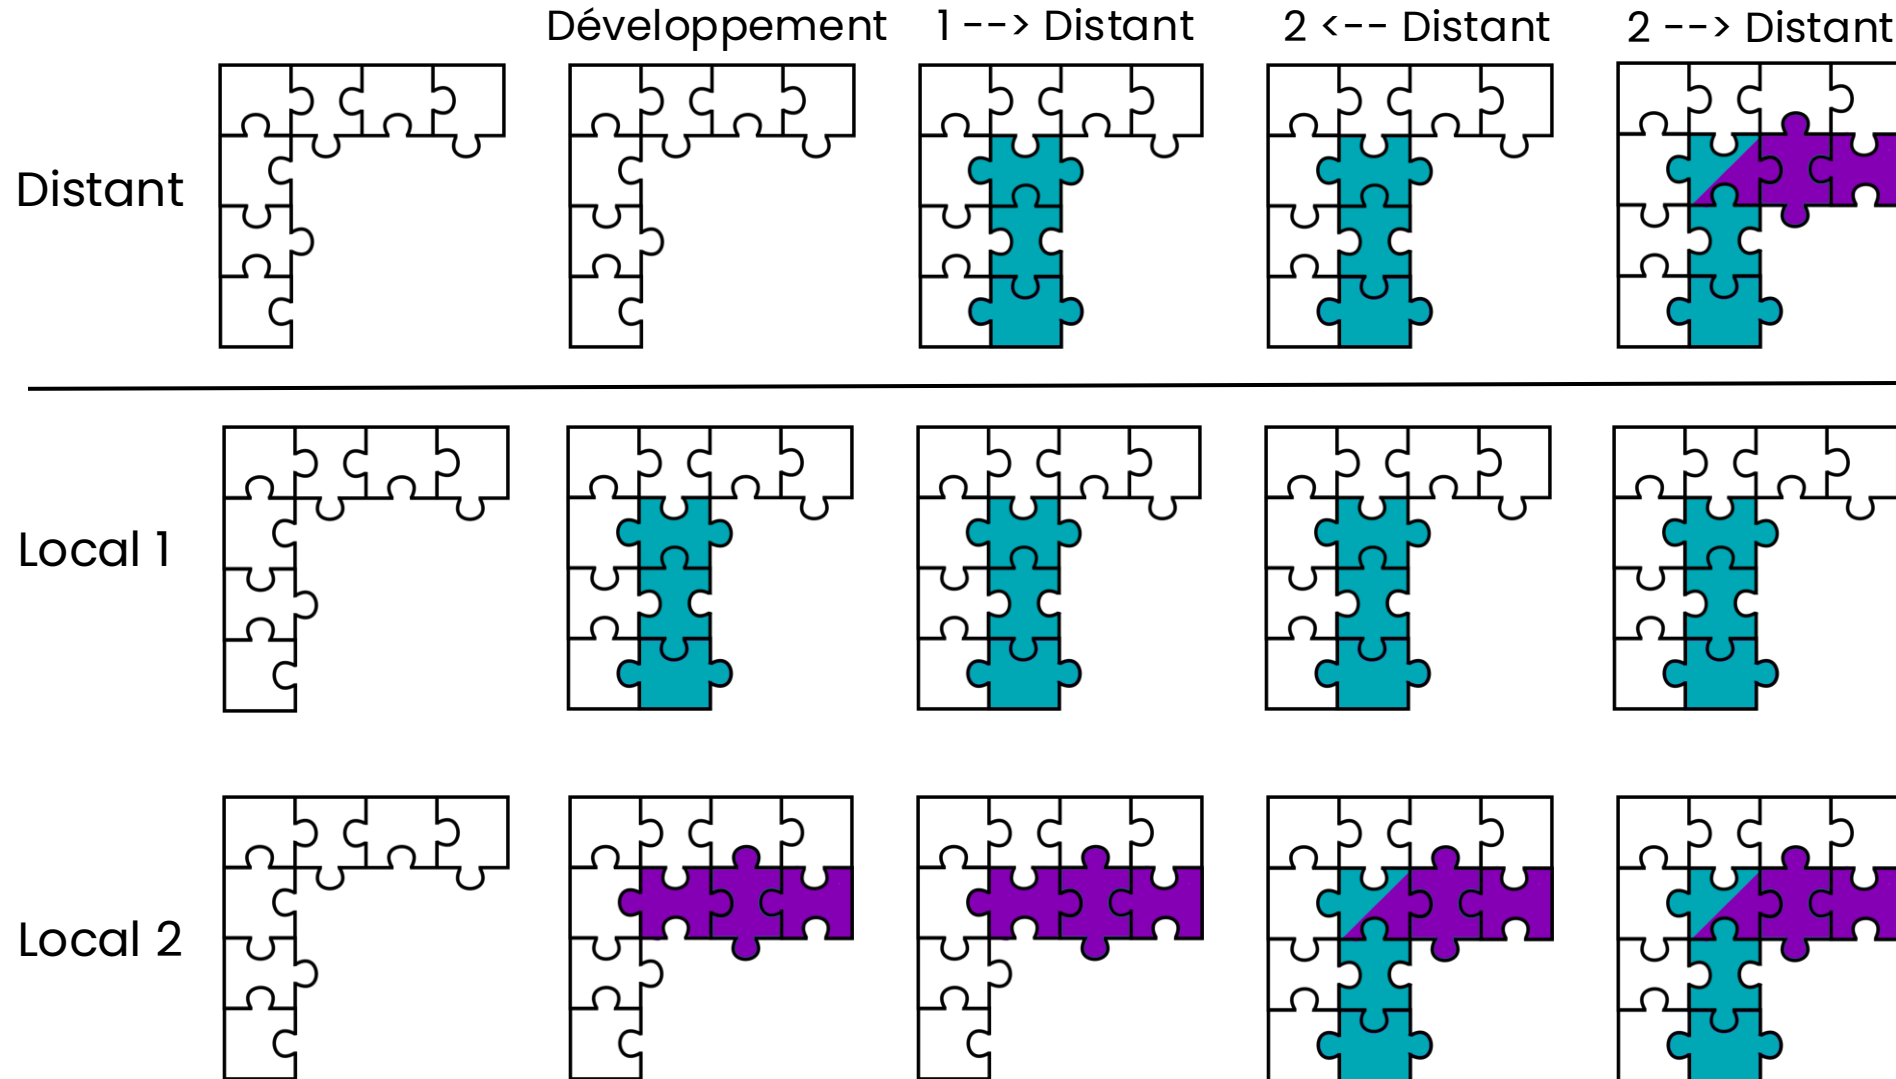 Développement
1 --> Distant
2 <-- Distant
2 --> Distant
Distant
Local 1
Local 2